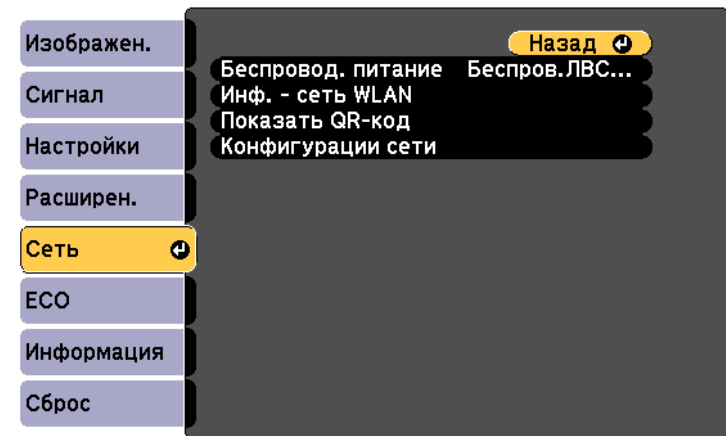 Изображен.
Сигнал
Настройки
Расширен.
Сеть
ECO
Информация
Сброс
Назад
Беспровод. питание Беспров.ЛВС...
Инф. - сеть WLAN
Показать QR-код
Конфигурации сети